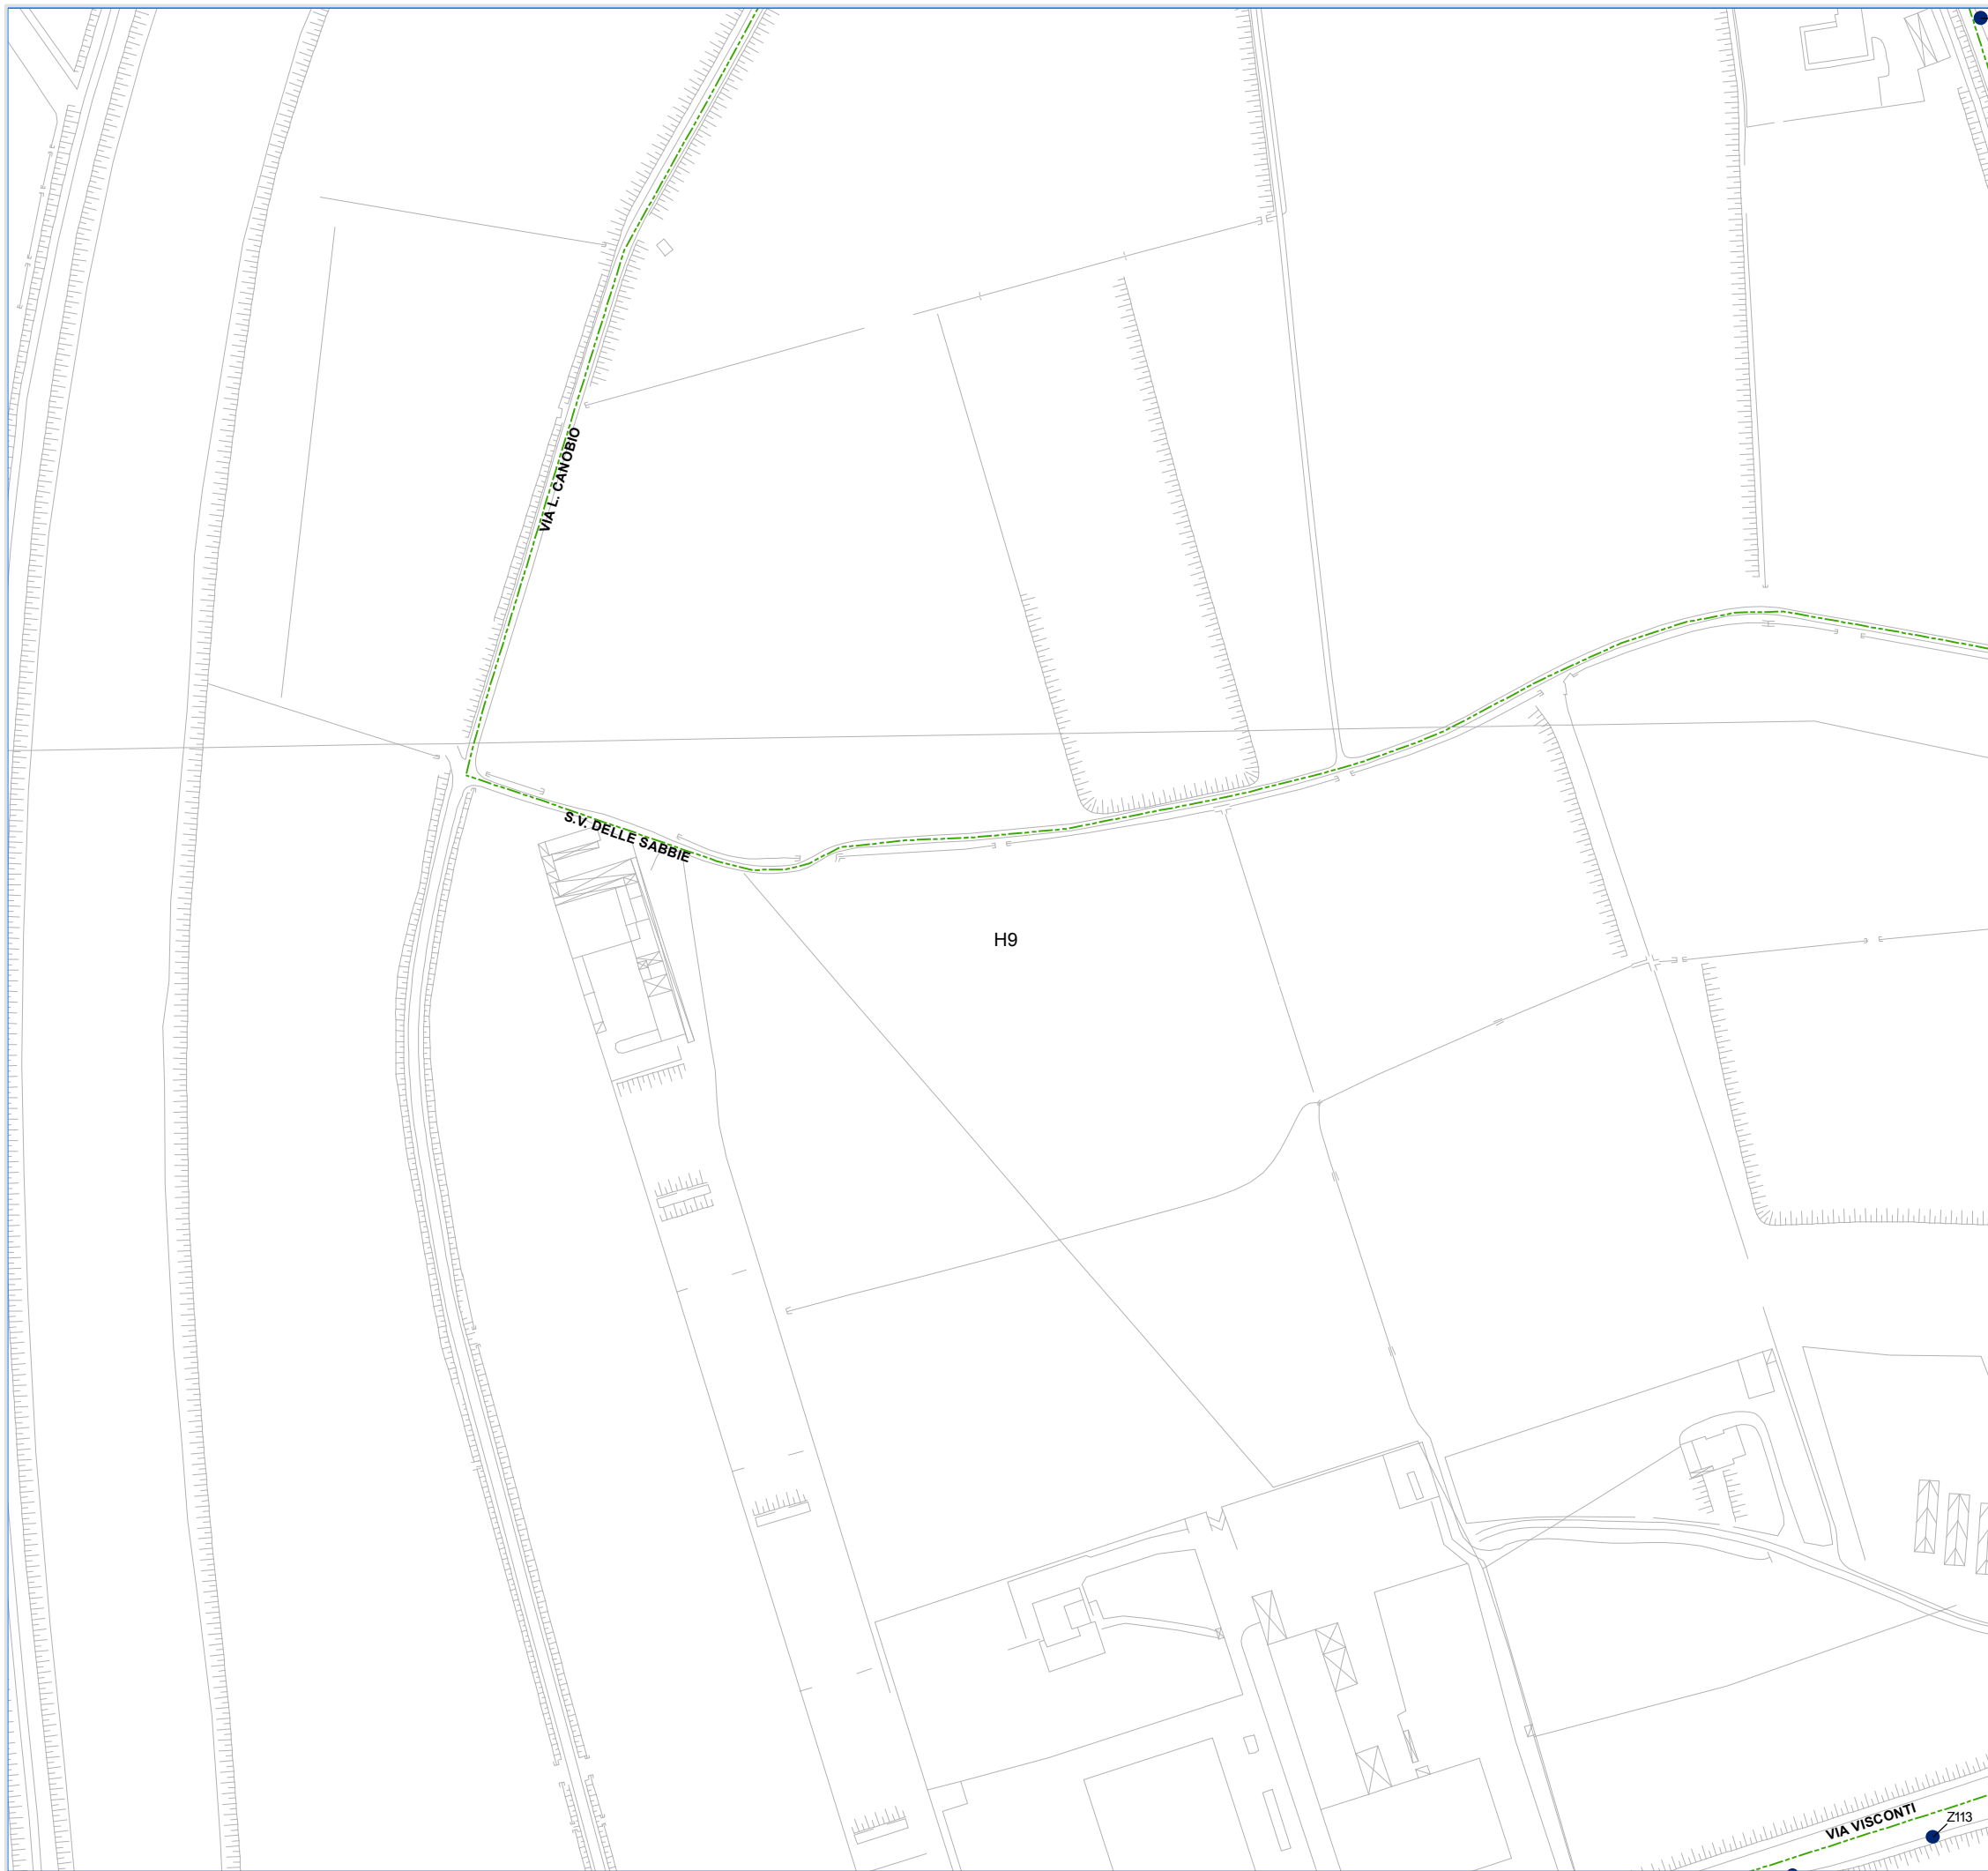 VIA L. CANOBIO
S.V. DELLE SABBIE
H9
VIA VISCONTI
Z113